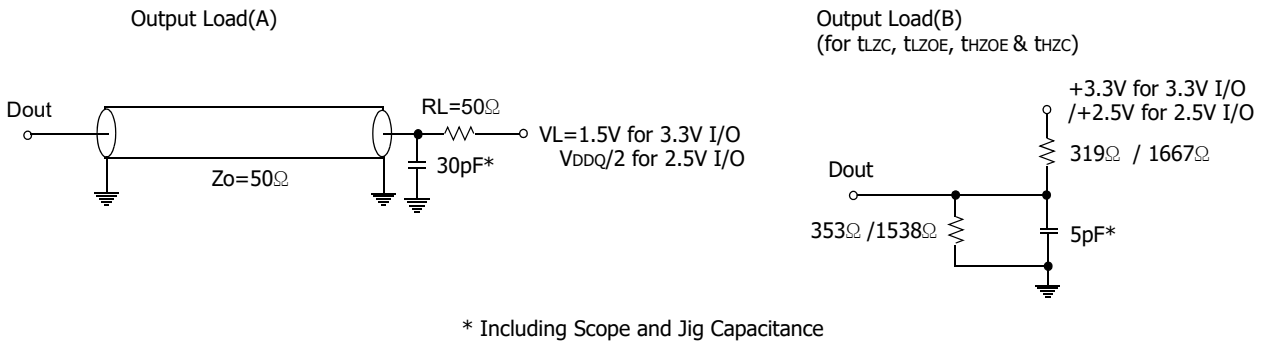 Output Load(A)
Dout
Zo=50Ω
RL=50Ω
30pF*
VL=1.5V for 3.3V I/O
VDDQ/2 for 2.5V I/O
Output Load(B)
(for tLZC, tLZOE, tHZOE & tHZC)
+3.3V for 3.3V I/O
/+2.5V for 2.5V I/O
319Ω / 1667Ω
Dout
353Ω /1538Ω
5pF*
* Including Scope and Jig Capacitance